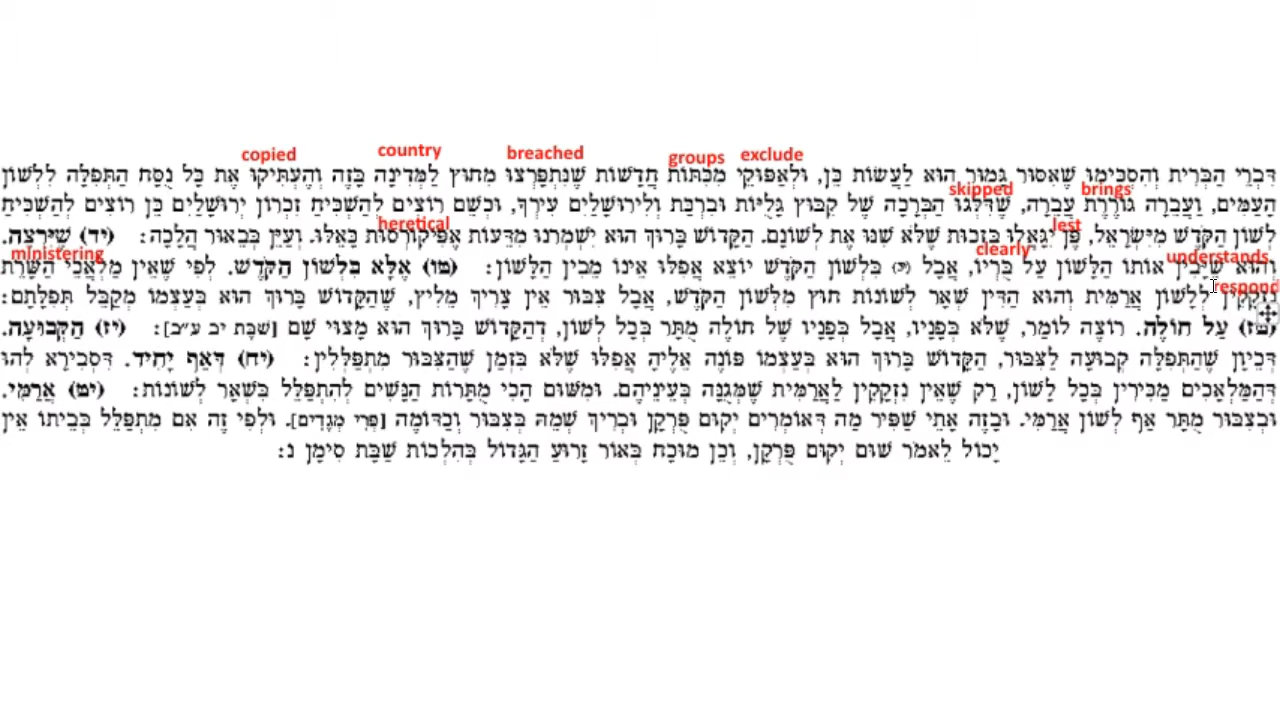 copied country breached groups exclude
דִּבְרֵי הַבְּרִית וְהִסְכִּימוּ שֶׁאִסּוּר גָּמוּר הוּא לַעֲשׂוֹת כֵּן, וּלְאַפּוּקֵי מִכִּתּוֹת חֲדָשׁוֹת שֶׁנִּתְפָּרְצוּ מִחוּץ לַמְּדִינָה בָּזֶה וְהֶעְתִּיקוּ אֶת כָּל נֻסַּח הַתְּפִלָּה לִלְשׁוֹן
skipped brings
הָעַמִּים, וַעֲבֵרָה גּוֹרֶרֶת עֲבֵרָה, שֶׁדִּלְּגוּ הַבְּרָכָה שֶׁל קִבּוּץ גָּלֻיּוֹת וּבִרְכַּת וְלִירוּשָׁלַיִם עִירְךָ, וּכְשֵׁם רוֹצִים לְהַשְׁכִּיחַ זִכְרוֹן יְרוּשָׁלַיִם כֵּן רוֹצִים לְהַשְׁכִּיחַ
heretical lest
לְשׁוֹן הַקֹּדֶשׁ מִיִּשְׂרָאֵל, פֶּן יִגָּאֲלוּ בִּזְכוּת שֶׁלֹּא שִׁנּוּ אֶת לְשׁוֹנָם. הַקָּדוֹשׁ בָּרוּךְ הוּא יִשְׁמְרֵנוּ מִדֵּעוֹת אֶפִּיקוֹרְסוּת כָּאֵלּוּ. וְעַיֵּן בְּבֵאוּר הֲלָכָה: (יד) שֶׁיִּרְצֶה.
ministering clearly understands
וְהוּא שֶׁיָּבִין אוֹתוֹ הַלָּשׁוֹן עַל בֻּרְיוֹ, אֲבָל בִּלְשׁוֹן הַקֹּדֶשׁ יוֹצֵא אֲפִלּוּ אֵינוֹ מֵבִין הַלָּשׁוֹן: (טו) אֶלָּא בִּלְשׁוֹן הַקֹּדֶשׁ. לְפִי שֶׁאֵין מַלְאֲכֵי הַשָּׁרֵת
respond
נִזְקָקִין לְלָשׁוֹן אֲרַמִּית וְהוּא הַדִּין שְׁאָר לְשׁוֹנוֹת חוּץ מִלְּשׁוֹן הַקֹּדֶשׁ, אֲבָל צִבּוּר אֵין צָרִיךְ מֵלִיץ, שֶׁהַקָּדוֹשׁ בָּרוּךְ הוּא בְּעַצְמוֹ מְקַבֵּל תְּפִלָּתָם:
(טז) עַל חוֹלֶה. רוֹצֶה לוֹמַר, שֶׁלֹּא בְּפָנָיו, אֲבָל בְּפָנָיו שֶׁל חוֹלֶה מֻתָּר בְּכָל לָשׁוֹן, דְּהַקָּדוֹשׁ בָּרוּךְ הוּא מָצוּי שָׁם [שַׁבָּת יב ע״ב]: (יז) הַקְּבוּעָה.
דְּכֵיוָן שֶׁהַתְּפִלָּה קְבוּעָה לַצִּבּוּר, הַקָּדוֹשׁ בָּרוּךְ הוּא בְּעַצְמוֹ פּוֹנֶה אֵלֶיהָ אֲפִלּוּ שֶׁלֹּא בִּזְמַן שֶׁהַצִּבּוּר מִתְפַּלְּלִין: (יח) דְּאַף יָחִיד. דִּסְבִירָא לְהוּ
דְּהַמַּלְאָכִים מַכִּירִין בְּכָל לָשׁוֹן, רַק שֶׁאֵין נִזְקָקִין לַאֲרַמִּית שֶׁמְּגֻנֶּה בְּעֵינֵיהֶם. וּמִשּׁוּם הָכִי מֻתָּרוֹת הַנָּשִׁים לְהִתְפַּלֵּל בִּשְׁאָר לְשׁוֹנוֹת: (יט) אֲרַמִּי.
וּבְצִבּוּר מֻתָּר אַף לְשׁוֹן אֲרַמִּי. וּבָזֶה אָתֵי שַׁפִּיר מַה דְּאוֹמְרִים יְקוּם פֻּרְקָן וּבְרִיךְ שְׁמֵהּ בְּצִבּוּר וְכַדּוֹמֶה [פְּרִי מְגָדִים]. וּלְפִי זֶה אִם מִתְפַּלֵּל בְּבֵיתוֹ אֵין
יָכוֹל לֵאמֹר שׁוּם יְקוּם פֻּרְקָן, וְכֵן מוּכָח בְּאוֹר זָרוּעַ הַגָּדוֹל בְּהִלְכוֹת שַׁבָּת סִימָן נ: